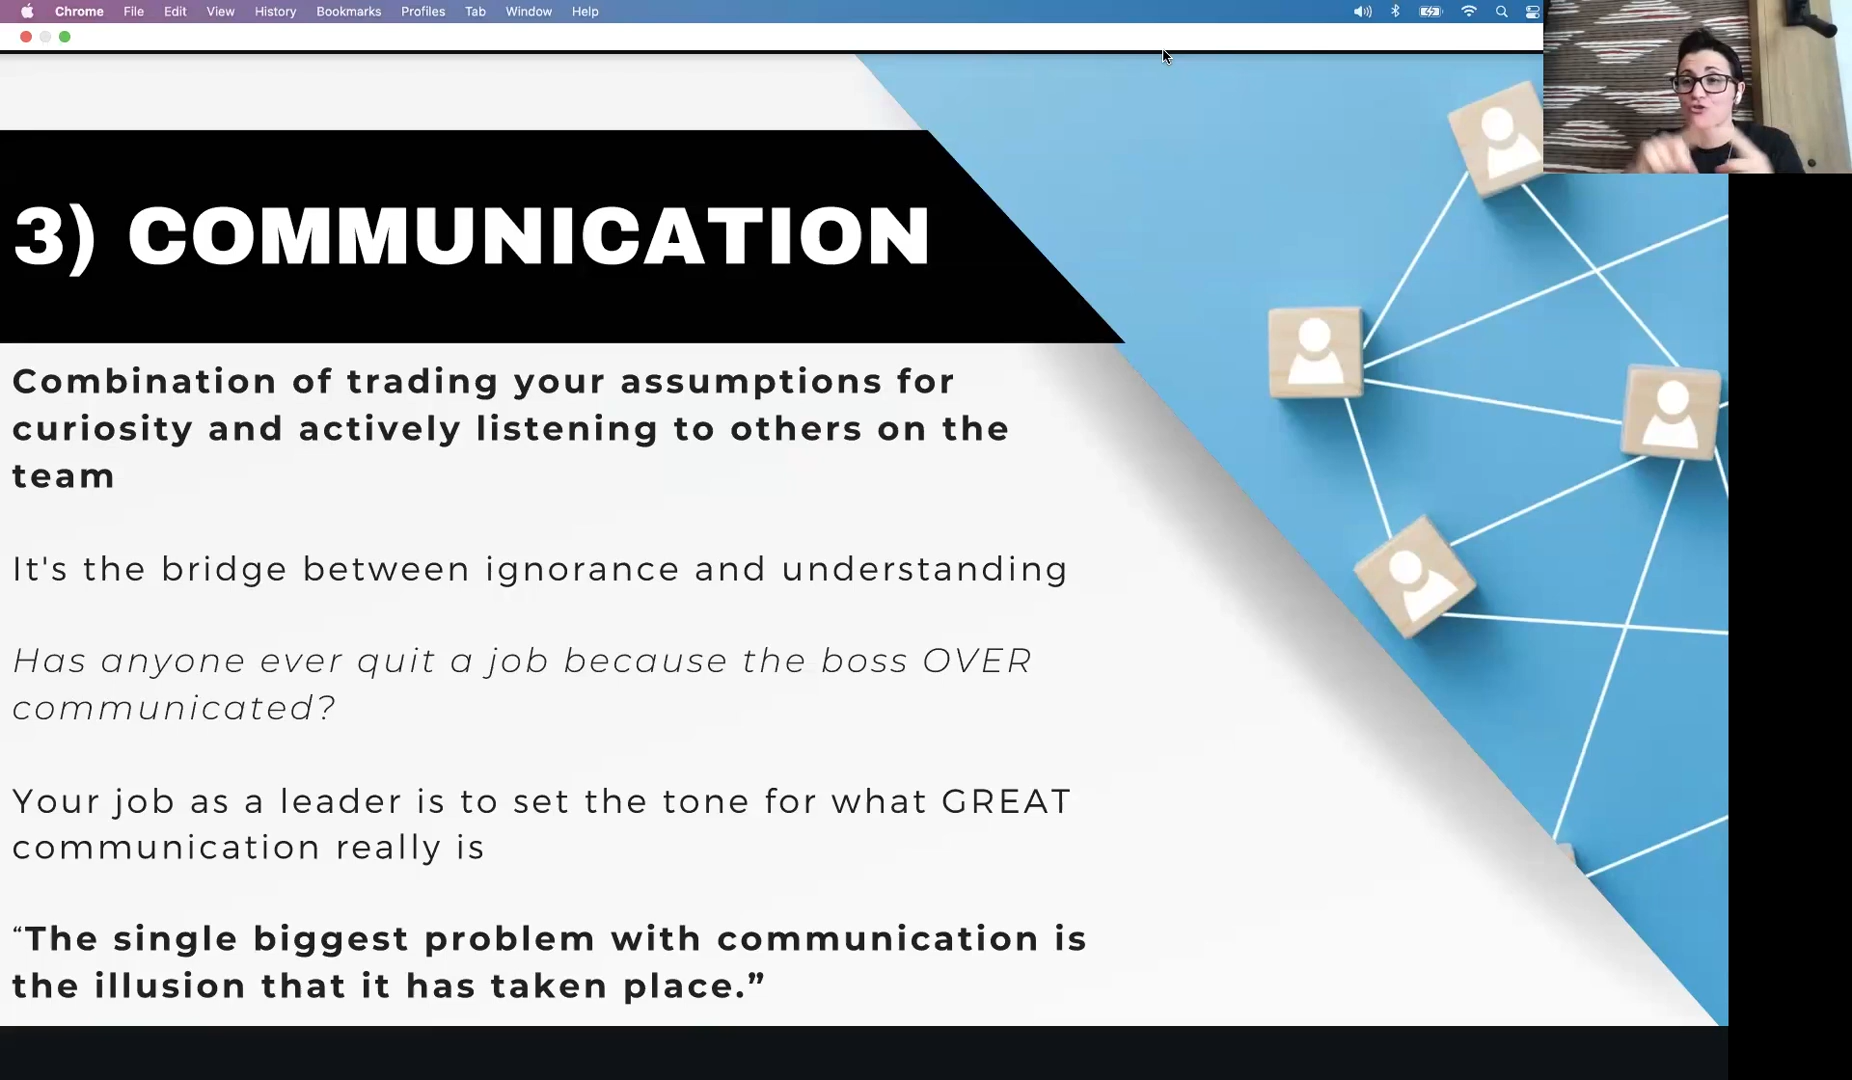 Chrome File Edit View History Bookmarks Profiles Tab Window Help
3) COMMUNICATION
Combination of trading your assumptions for
curiosity and actively listening to others on the
team
It's the bridge between ignorance and understanding
Has anyone ever quit a job because the boss OVER
communicated?
Your job as a leader is to set the tone for what GREAT
communication really is
“The single biggest problem with communication is
the illusion that it has taken place.”